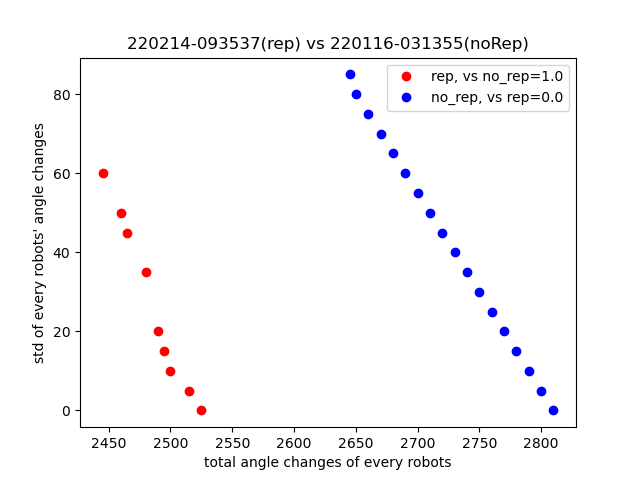 220214-093537(rep) vs 220116-031355(noRep)
rep, vs no_rep=1.0
no_rep, vs rep=0.0
std of every robots' angle changes
80
60
40
20
0
2450 2500 2550 2600 2650 2700 2750 2800
total angle changes of every robots